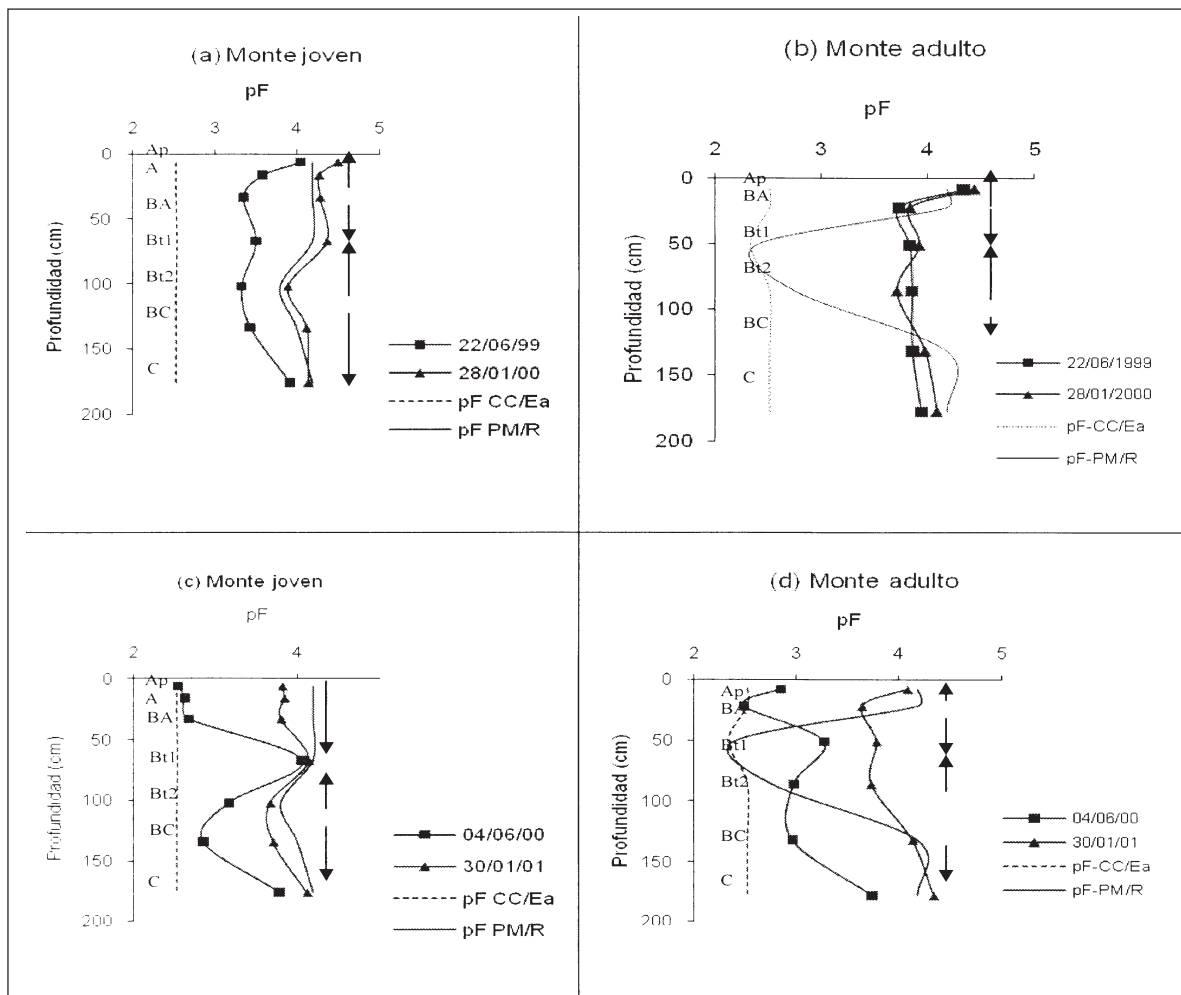 (a) Monte joven
pF
2 3 4 5
0
50
100
150
200
Profundidad (cm)
Ap
A
BA
Bt1
Bt2
BC
C
22/06/99
28/01/00
pF CC/Ea
pF PM/R
(b) Monte adulto
pF
2 3 4 5
0
50
100
150
200
Profundidad (cm)
Ap
BA
Bt1
Bt2
BC
C
22/06/1999
28/01/2000
pF-CC/Ea
pF-PM/R
(c) Monte joven
pF
2 4
0
50
100
150
200
Profundidad (cm)
Ap
A
BA
Bt1
Bt2
BC
C
04/06/00
30/01/01
pF CC/Ea
pF PM/R
(d) Monte adulto
pF
2 3 4 5
0
50
100
150
200
Profundidad (cm)
Ap
BA
Bt1
Bt2
BC
C
04/06/00
30/01/01
pF-CC/Ea
pF-PM/R